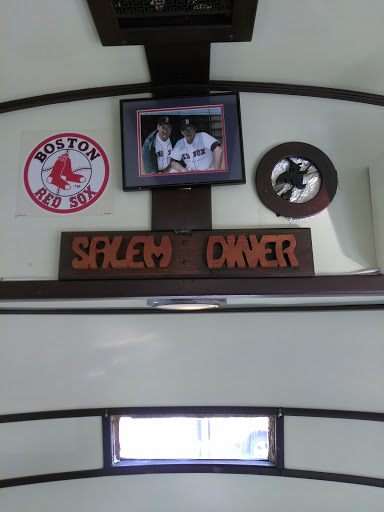 BOSTON
RED SOX
SALEM DINER